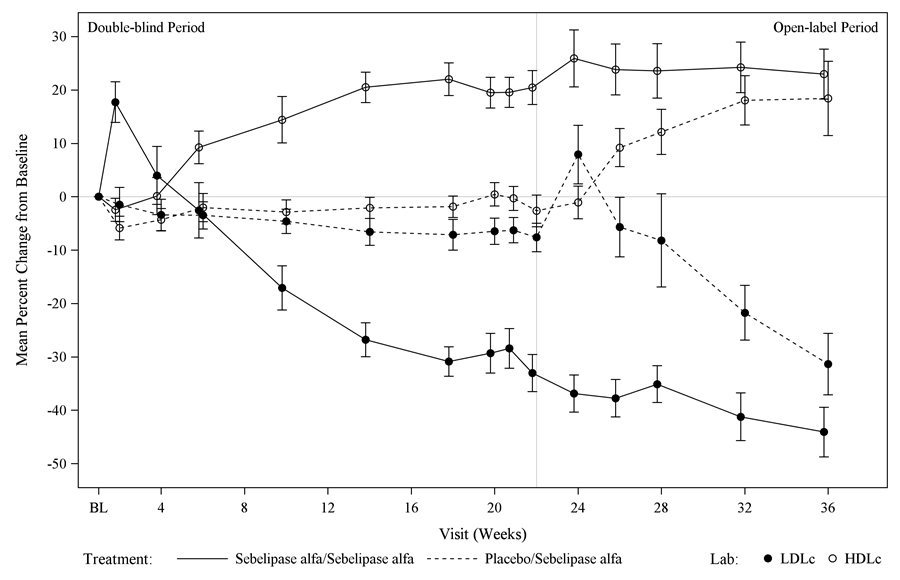 Double-blind Period
Open-label Period
30
20
10
0
-10
-20
-30
-40
-50
Mean Percent Change from Baseline
BL 4 8 12 16 20 24 28 32 36
Visit (Weeks)
Treatment: Sebelipase alfa/Sebelipase alfa Placebo/Sebelipase alfa Lab: LDLc HDLc